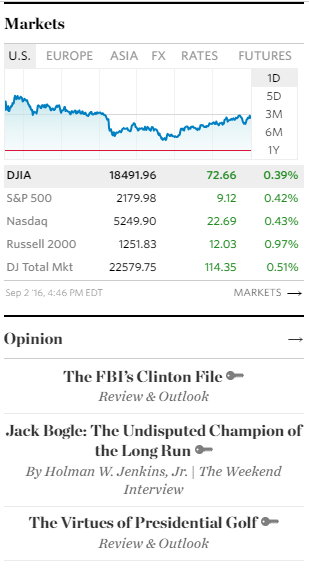 Markets
U.S. EUROPE ASIA FX RATES FUTURES
1D
5D
3M
6M
1Y
DJIA 18491.96 72.66 0.39%
S&P 500 2179.98 9.12 0.42%
Nasdaq 5249.90 22.69 0.43%
Russell 2000 1251.83 12.03 0.97%
DJ Total Mkt 22579.75 114.35 0.51%
Sep 2 '16, 4:46 PM EDT MARKETS →
Opinion →
The FBI's Clinton File
Review & Outlook
Jack Bogle: The Undisputed Champion of
the Long Run
By Holman W. Jenkins, Jr. | The Weekend
Interview
The Virtues of Presidential Golf
Review & Outlook